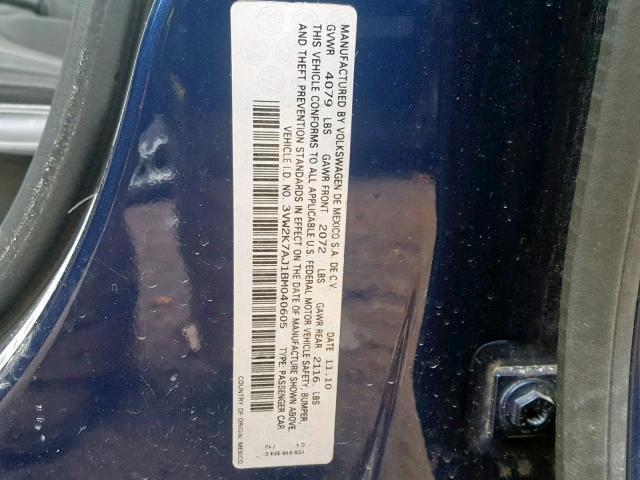 MANUFACTURED BY VOLKSWAGEN DE MEXICO S.A. DE C.V.
GVWR 4079 LBS GAWR FRONT 2072 LBS GAWR REAR 2116 LBS DATE 11.10
THIS VEHICLE CONFORMS TO ALL APPLICABLE U.S. FEDERAL MOTOR VEHICLE SAFETY, BUMPER,
AND THEFT PREVENTION STANDARDS IN EFFECT ON THE DATE OF MANUFACTURE SHOWN ABOVE.
VEHICLE I.D. NO. 3VW2K7AJ1BM040605 TYPE: PASSENGER CAR
COUNTRY OF ORIGIN: MEXICO